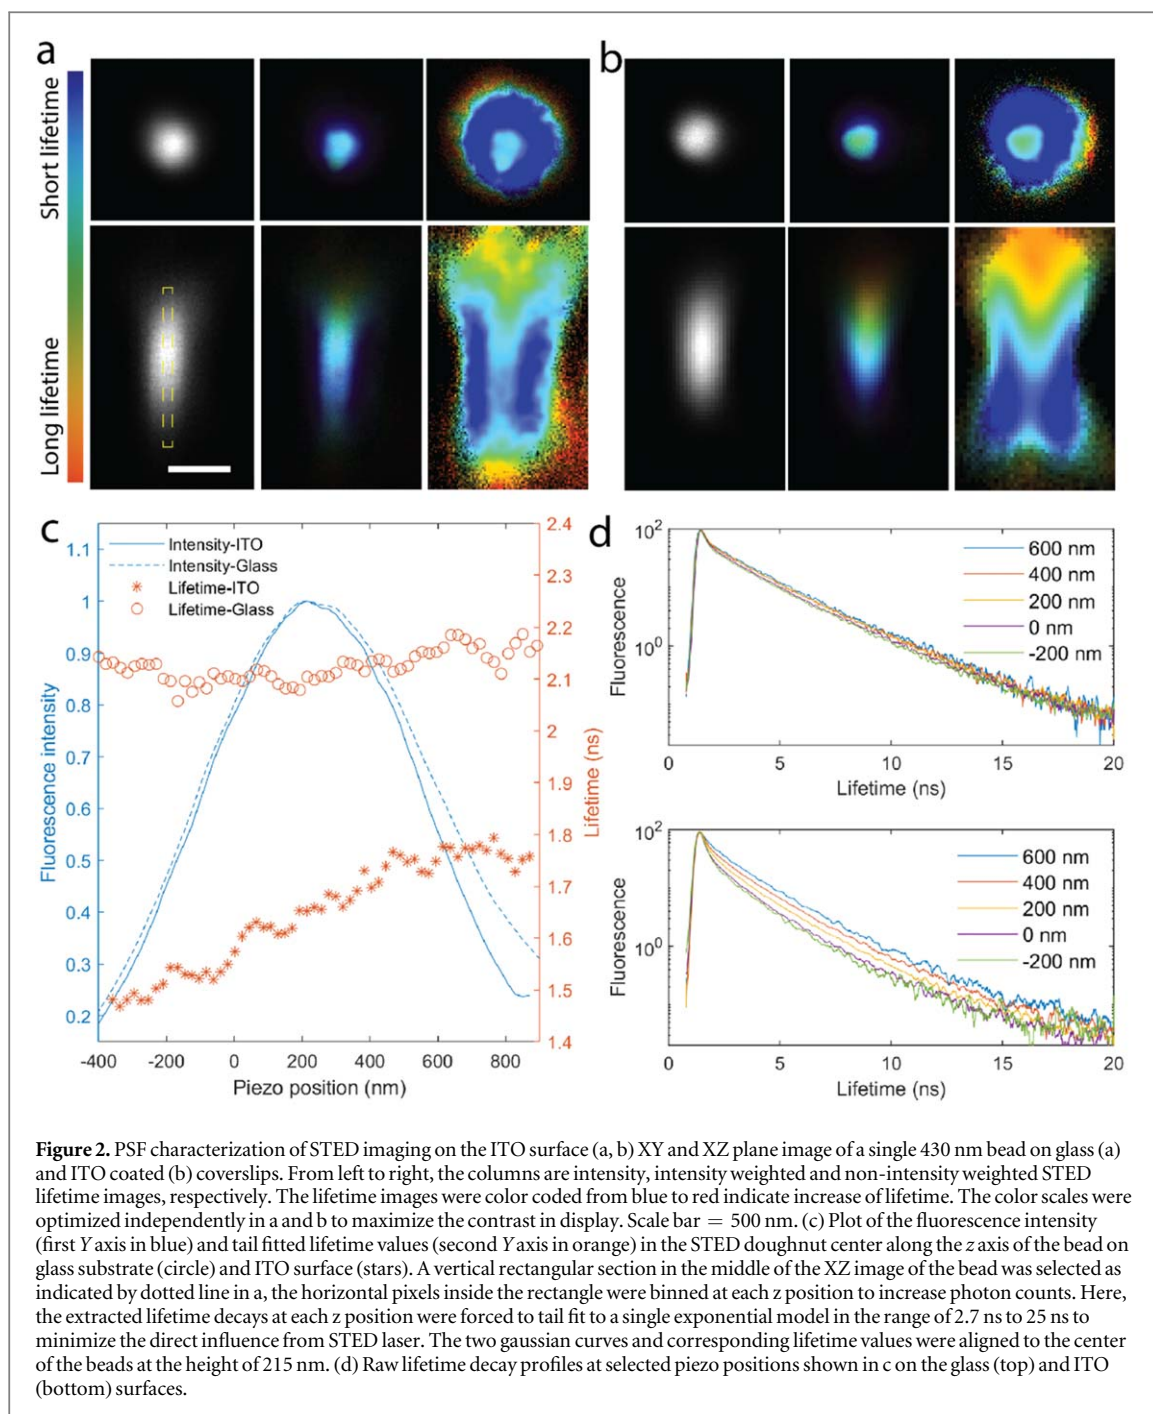 a
b
Short lifetime
Long lifetime
c
Intensity-ITO
Intensity-Glass
Lifetime-ITO
Lifetime-Glass
1.1
1
0.9
0.8
0.7
0.6
0.5
0.4
0.3
0.2
Fluorescence intensity
2.4
2.3
2.2
2.1
2
1.9
1.8
1.7
1.6
1.5
1.4
Lifetime (ns)
-400 -200 0 200 400 600 800
Piezo position (nm)
d
10²
10⁰
Fluorescence
600 nm
400 nm
200 nm
0 nm
-200 nm
0 5 10 15 20
Lifetime (ns)
10²
10⁰
Fluorescence
600 nm
400 nm
200 nm
0 nm
-200 nm
0 5 10 15 20
Lifetime (ns)
Figure 2. PSF characterization of STED imaging on the ITO surface (a, b) XY and XZ plane image of a single 430 nm bead on glass (a)
and ITO coated (b) coverslips. From left to right, the columns are intensity, intensity weighted and non-intensity weighted STED
lifetime images, respectively. The lifetime images were color coded from blue to red indicate increase of lifetime. The color scales were
optimized independently in a and b to maximize the contrast in display. Scale bar = 500 nm. (c) Plot of the fluorescence intensity
(first Y axis in blue) and tail fitted lifetime values (second Y axis in orange) in the STED doughnut center along the z axis of the bead on
glass substrate (circle) and ITO surface (stars). A vertical rectangular section in the middle of the XZ image of the bead was selected as
indicated by dotted line in a, the horizontal pixels inside the rectangle were binned at each z position to increase photon counts. Here,
the extracted lifetime decays at each z position were forced to tail fit to a single exponential model in the range of 2.7 ns to 25 ns to
minimize the direct influence from STED laser. The two gaussian curves and corresponding lifetime values were aligned to the center
of the beads at the height of 215 nm. (d) Raw lifetime decay profiles at selected piezo positions shown in c on the glass (top) and ITO
(bottom) surfaces.